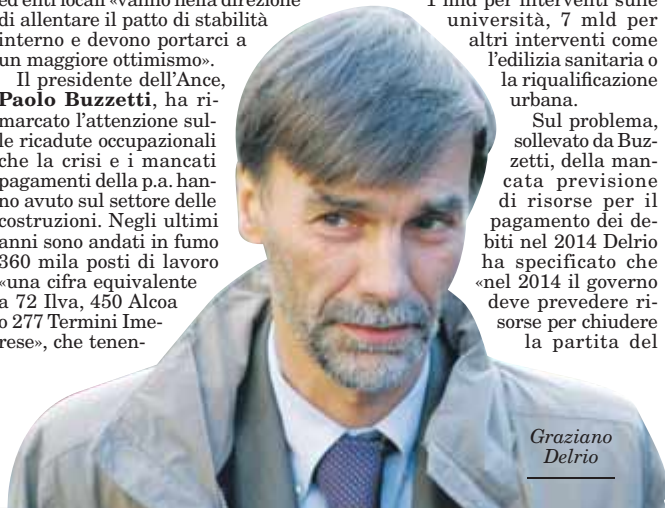 ed enti locali «vanno nella direzione
di allentare il patto di stabilità
interno e devono portarci a
un maggiore ottimismo».
Il presidente dell'Ance,
Paolo Buzzetti, ha ri-
marcato l'attenzione sul-
le ricadute occupazionali
che la crisi e i mancati
pagamenti della p.a. han-
no avuto sul settore delle
costruzioni. Negli ultimi
anni sono andati in fumo
360 mila posti di lavoro
«una cifra equivalente
a 72 Ilva, 450 Alcoa
o 277 Termini Ime-
rese», che tenen-
1 mld per interventi sulle
università, 7 mld per
altri interventi come
l'edilizia sanitaria o
la riqualificazione
urbana.
Sul problema,
sollevato da Buz-
zetti, della man-
cata previsione
di risorse per il
pagamento dei de-
biti nel 2014 Delrio
ha specificato che
«nel 2014 il governo
deve prevedere ri-
sorse per chiudere
la partita del
Graziano
Delrio